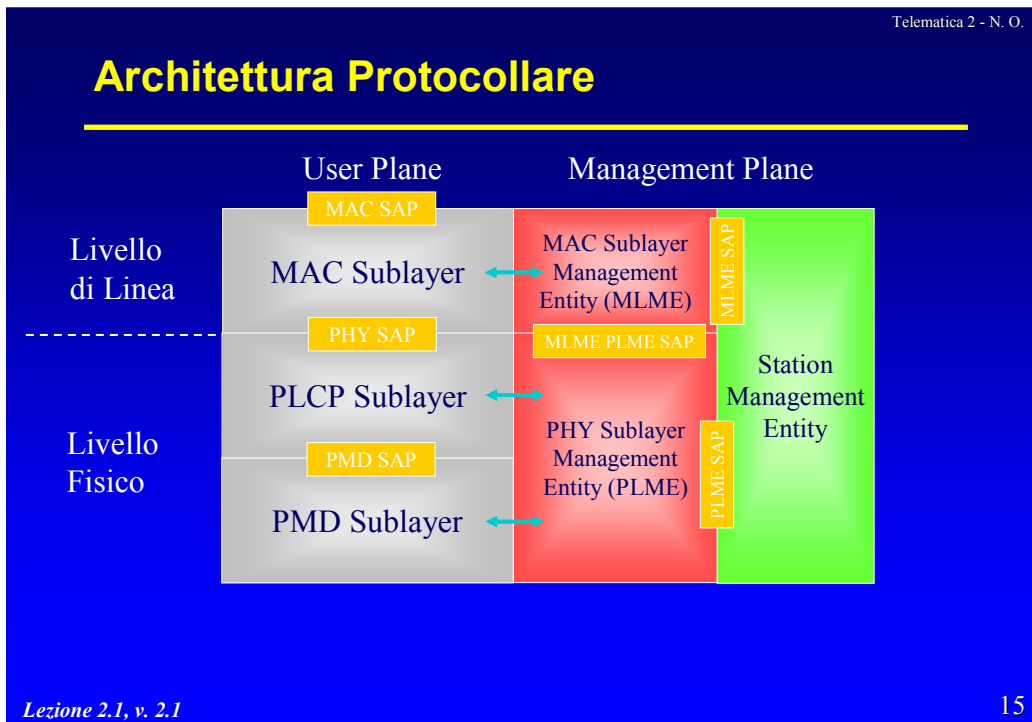 Telematica 2 - N. O.
Architettura Protocollare
User Plane
Management Plane
MAC SAP
Livello
di Linea
MAC Sublayer
MAC Sublayer
Management
Entity (MLME)
MLME SAP
PHY SAP
MLME PLME SAP
Station
Management
Entity
PLCP Sublayer
Livello
Fisico
PMD SAP
PHY Sublayer
Management
Entity (PLME)
PLME SAP
PMD Sublayer
Lezione 2.1, v. 2.1
15